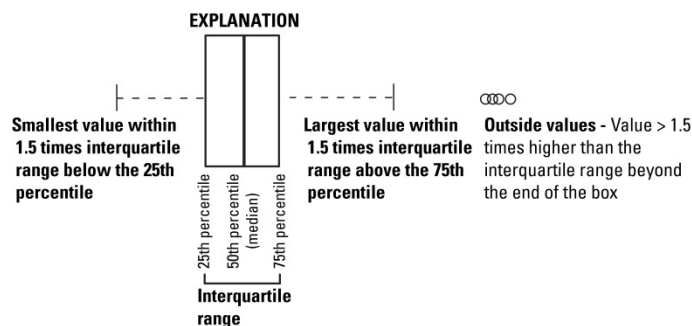 EXPLANATION
Smallest value within
1.5 times interquartile
range below the 25th
percentile
Largest value within
1.5 times interquartile
range above the 75th
percentile
Outside values - Value > 1.5
times higher than the
interquartile range beyond
the end of the box
25th percentile
50th percentile
(median)
75th percentile
Interquartile
range